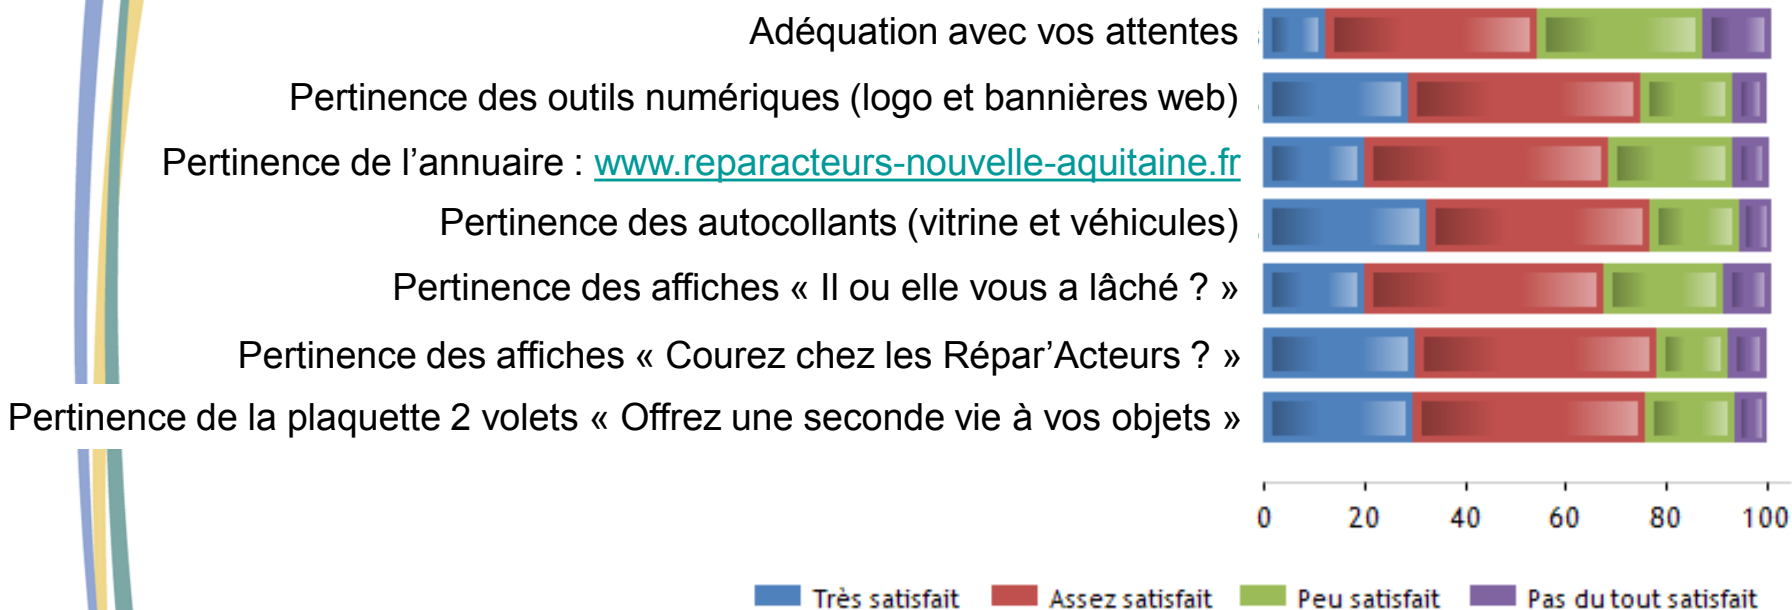 Adéquation avec vos attentes
Pertinence des outils numériques (logo et bannières web)
Pertinence de l’annuaire : www.reparacteurs-nouvelle-aquitaine.fr
Pertinence des autocollants (vitrine et véhicules)
Pertinence des affiches « Il ou elle vous a lâché ? »
Pertinence des affiches « Courez chez les Répar’Acteurs ? »
Pertinence de la plaquette 2 volets « Offrez une seconde vie à vos objets »
0 20 40 60 80 100
Très satisfait Assez satisfait Peu satisfait Pas du tout satisfait